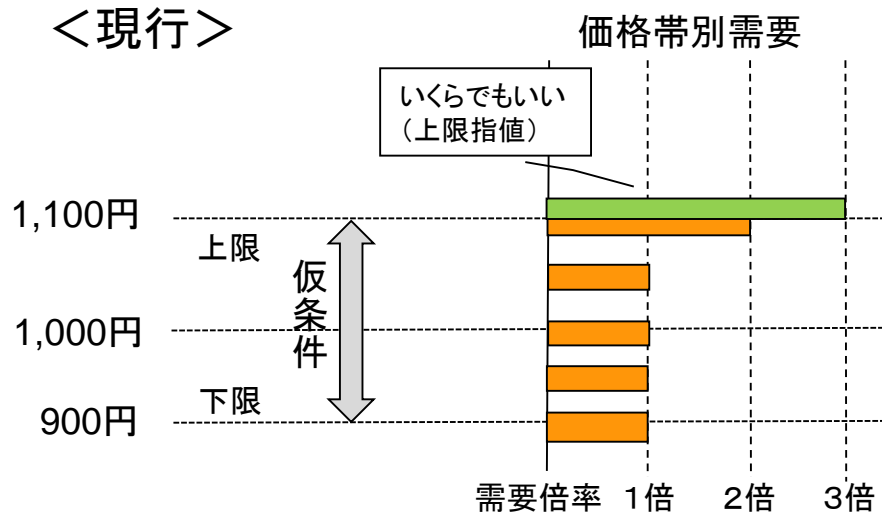 ＜現行＞
価格帯別需要
いくらでもいい
（上限指値）
1,100円
上限
仮条件
1,000円
下限
900円
需要倍率 1倍 2倍 3倍